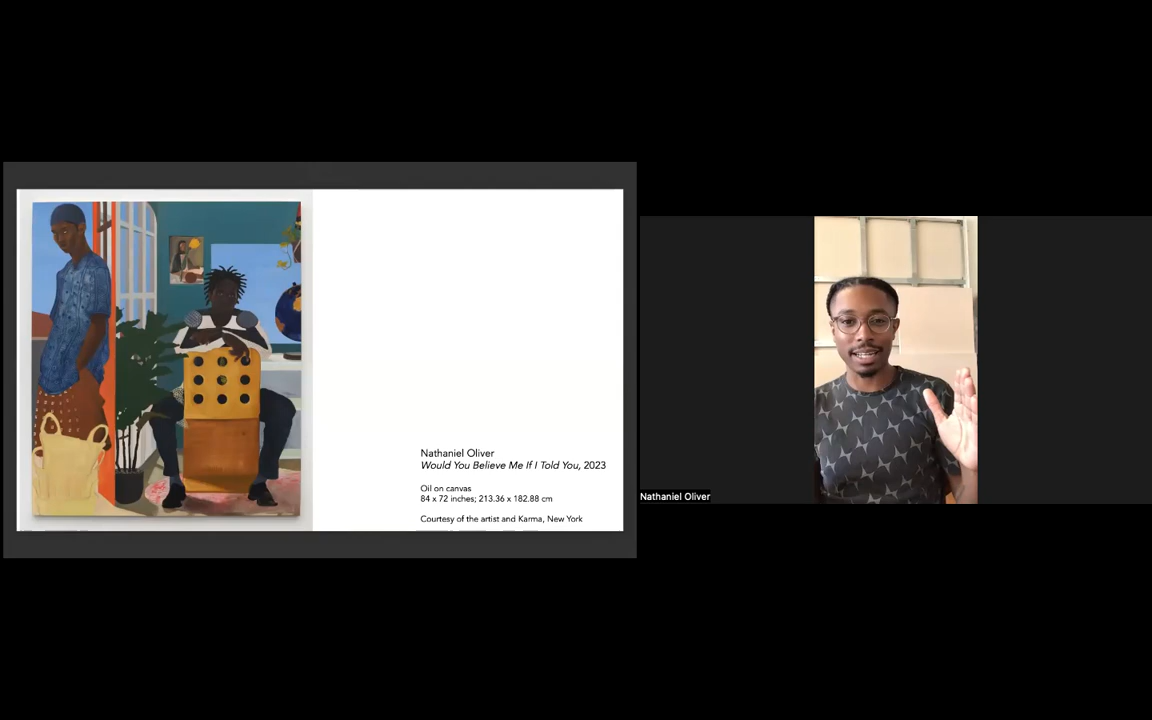 Nathaniel Oliver
Would You Believe Me If I Told You, 2023
Oil on canvas
84 x 72 inches; 213.36 x 182.88 cm
Courtesy of the artist and Karma, New York
Nathaniel Oliver